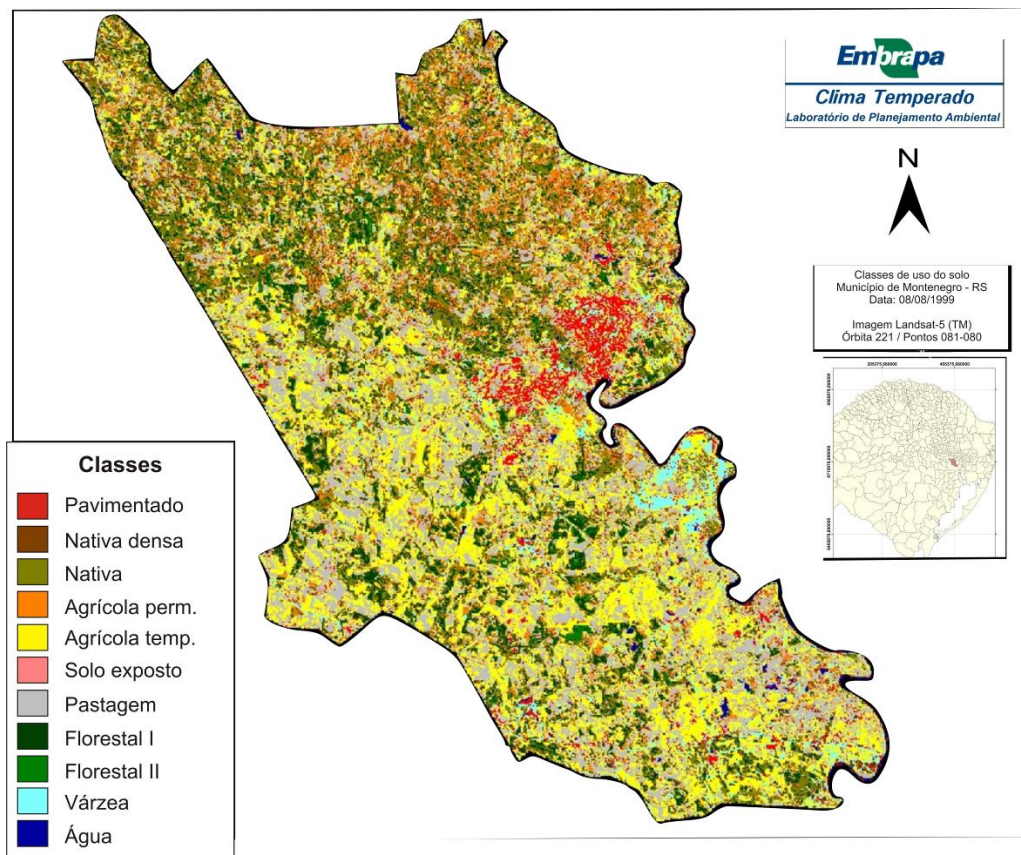 Embrapa
Clima Temperado
Laboratório de Planejamento Ambiental
N
Classes de uso do solo
Município de Montenegro - RS
Data: 08/08/1999
Imagem Landsat-5 (TM)
Órbita 221 / Pontos 081-080
Classes
Pavimentado
Nativa densa
Nativa
Agrícola perm.
Agrícola temp.
Solo exposto
Pastagem
Florestal I
Florestal II
Várzea
Água